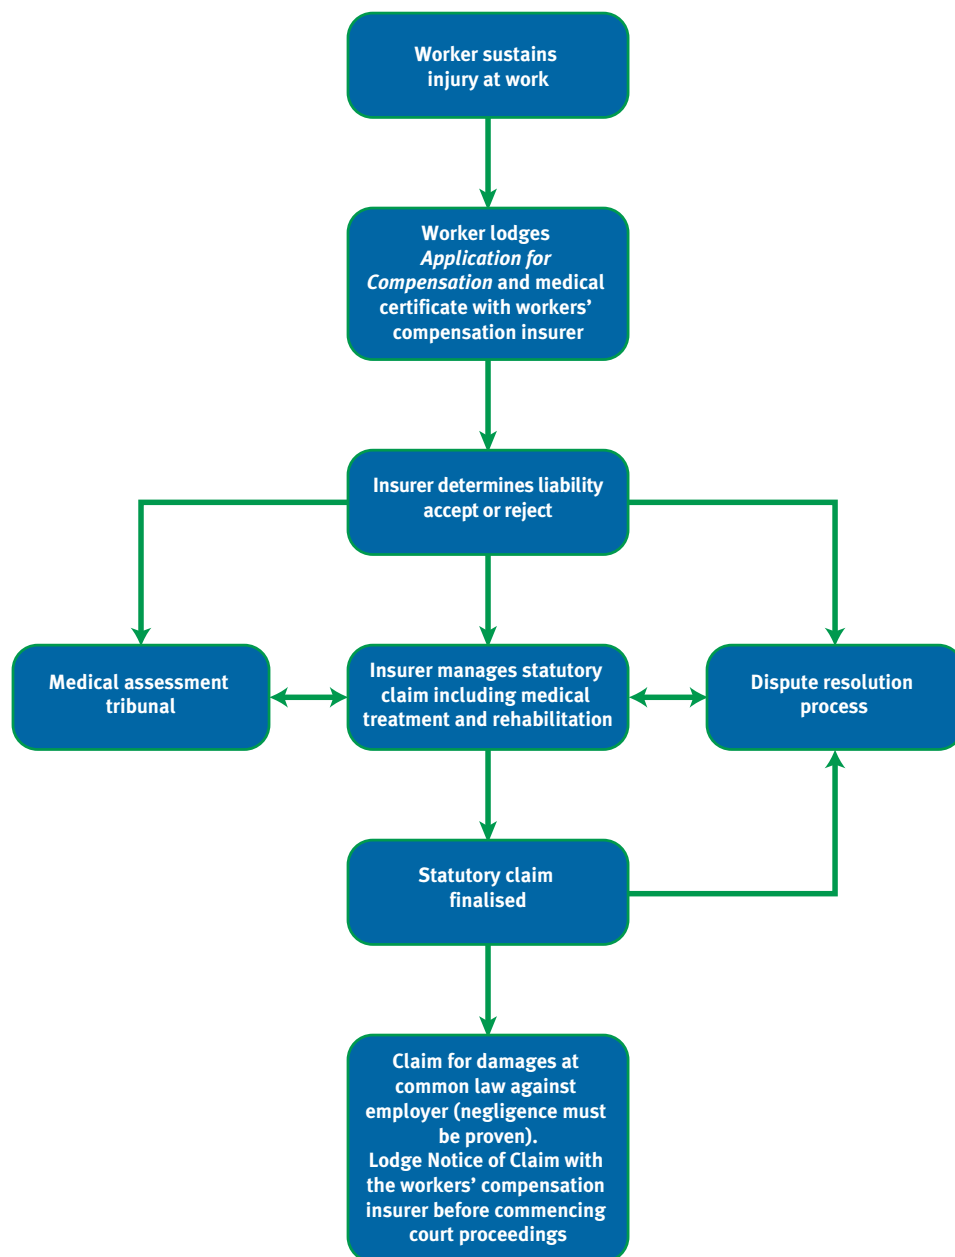 Worker sustains
injury at work
Worker lodges
Application for
Compensation and medical
certificate with workers’
compensation insurer
Insurer determines liability
accept or reject
Medical assessment
tribunal
Insurer manages statutory
claim including medical
treatment and rehabilitation
Dispute resolution
process
Statutory claim
finalised
Claim for damages at
common law against
employer (negligence must
be proven).
Lodge Notice of Claim with
the workers’ compensation
insurer before commencing
court proceedings